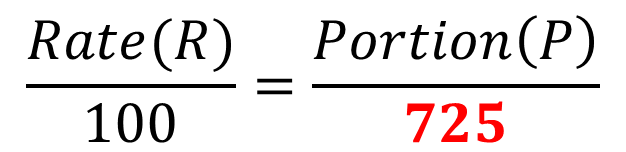 Rate(R) = Portion(P)
100 725